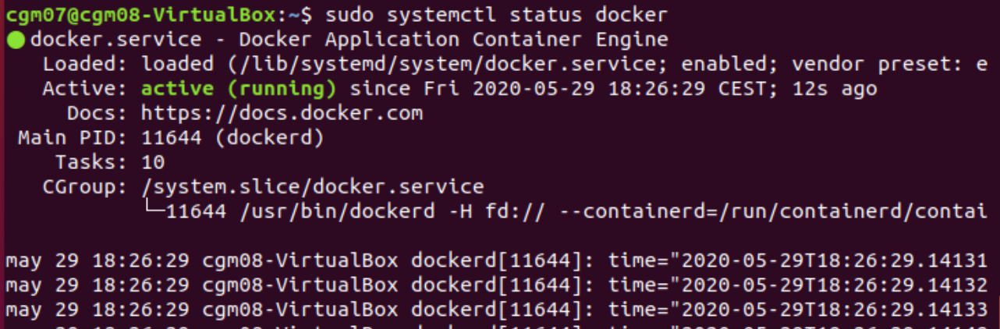 cgm07@cgm08-VirtualBox:~$ sudo systemctl status docker
● docker.service - Docker Application Container Engine
   Loaded: loaded (/lib/systemd/system/docker.service; enabled; vendor preset: e
   Active: active (running) since Fri 2020-05-29 18:26:29 CEST; 12s ago
     Docs: https://docs.docker.com
 Main PID: 11644 (dockerd)
    Tasks: 10
   CGroup: /system.slice/docker.service
           └─11644 /usr/bin/dockerd -H fd:// --containerd=/run/containerd/contai
may 29 18:26:29 cgm08-VirtualBox dockerd[11644]: time="2020-05-29T18:26:29.14131
may 29 18:26:29 cgm08-VirtualBox dockerd[11644]: time="2020-05-29T18:26:29.14132
may 29 18:26:29 cgm08-VirtualBox dockerd[11644]: time="2020-05-29T18:26:29.14133